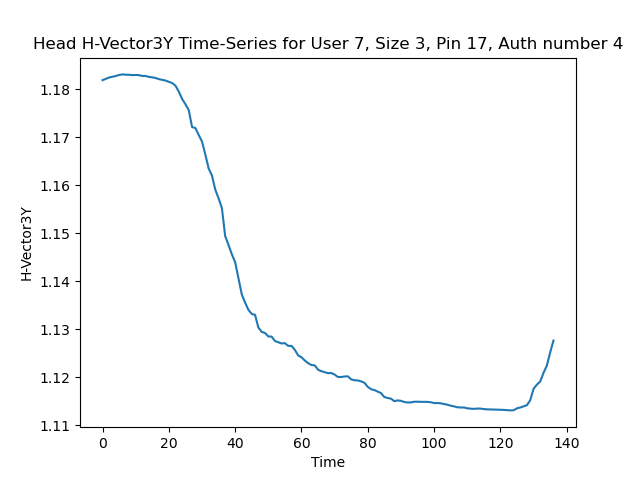 Head H-Vector3Y Time-Series for User 7, Size 3, Pin 17, Auth number 4
H-Vector3Y
1.18
1.17
1.16
1.15
1.14
1.13
1.12
1.11
0 20 40 60 80 100 120 140
Time